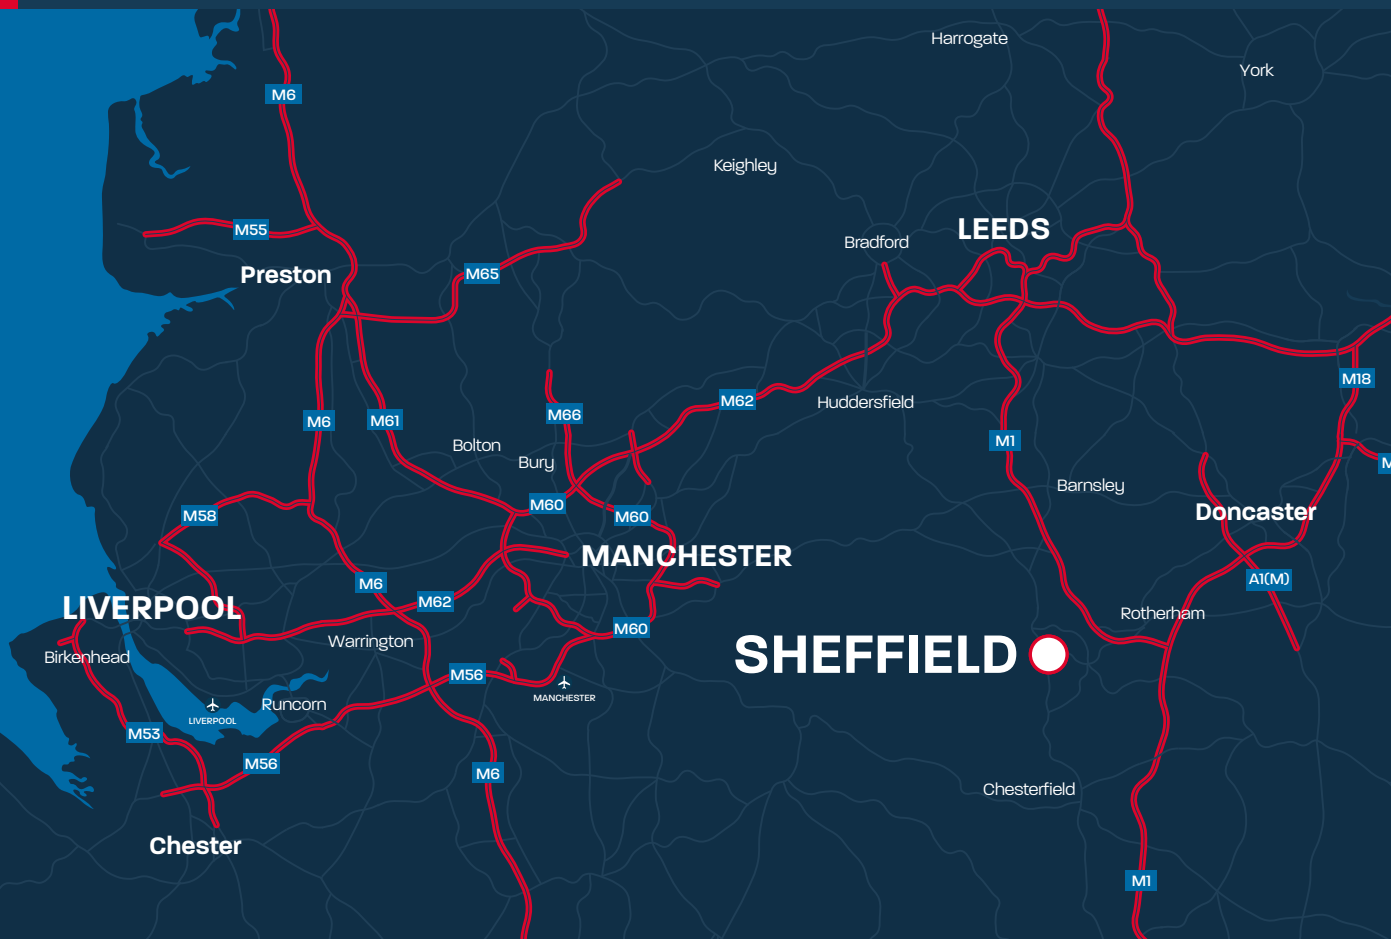 Harrogate
York
M6
Keighley
M55
LEEDS
Bradford
Preston
M65
M18
M62
Huddersfield
M66
M6
M61
M1
Bolton
Bury
M
Barnsley
M60
Doncaster
M58
M60
MANCHESTER
A1(M)
M6
M62
LIVERPOOL
Rotherham
M60
Warrington
SHEFFIELD
Birkenhead
M56
MANCHESTER
Runcorn
LIVERPOOL
M53
M56
M6
Chesterfield
Chester
M1